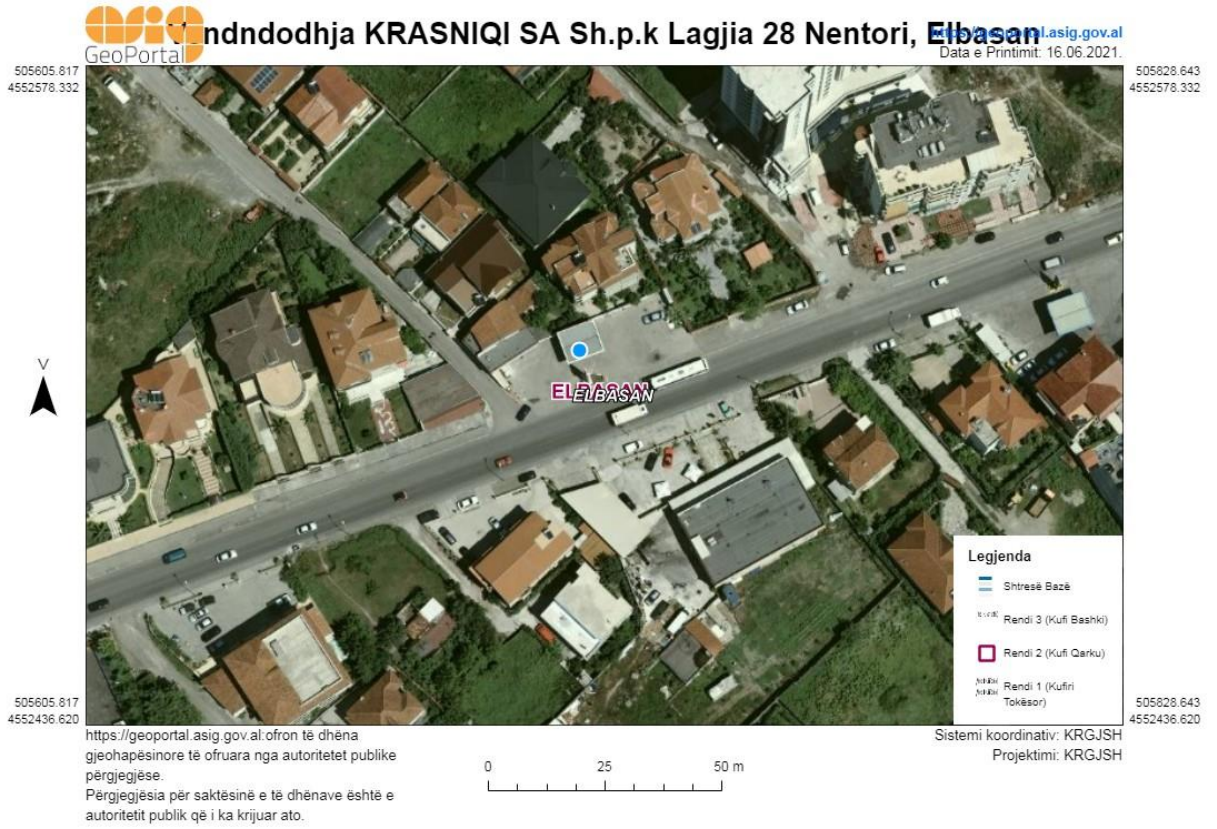 asig
GeoPortal
ndndodhja KRASNIQI SA Sh.p.k Lagjia 28 Nentori, Elbasan
https://geoportal.asig.gov.al
Data e Printimit: 16.06.2021.
505605.817
4552578.332
505828.643
4552578.332
ELBASAN
ELBASAN
Legjenda
Shtresë Bazë
Rendi 3 (Kufi Bashki)
Rendi 2 (Kufi Qarku)
Rendi 1 (Kufiri
Tokësor)
505605.817
4552436.620
505828.643
4552436.620
https://geoportal.asig.gov.al:ofron të dhëna
gjeohapësinore të ofruara nga autoritetet publike
përgjegjëse.
Përgjegjësia për saktësinë e të dhënave është e
autoritetit publik që i ka krijuar ato.
0 25 50 m
Sistemi koordinativ: KRGJSH
Projektimi: KRGJSH